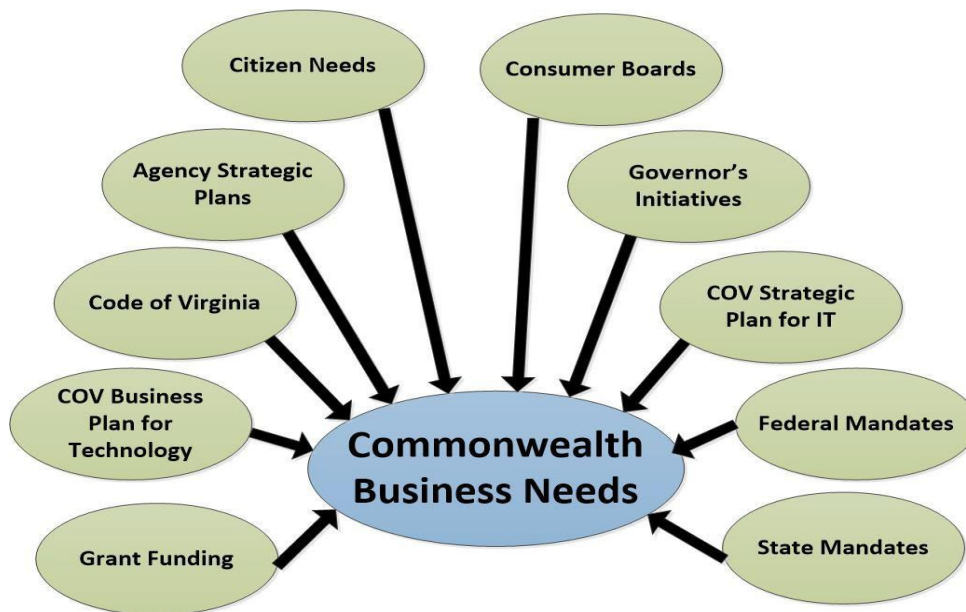 Citizen Needs
Consumer Boards
Agency Strategic
Plans
Governor's
Initiatives
Code of Virginia
COV Strategic
Plan for IT
COV Business
Plan for
Technology
Federal Mandates
Commonwealth
Business Needs
Grant Funding
State Mandates